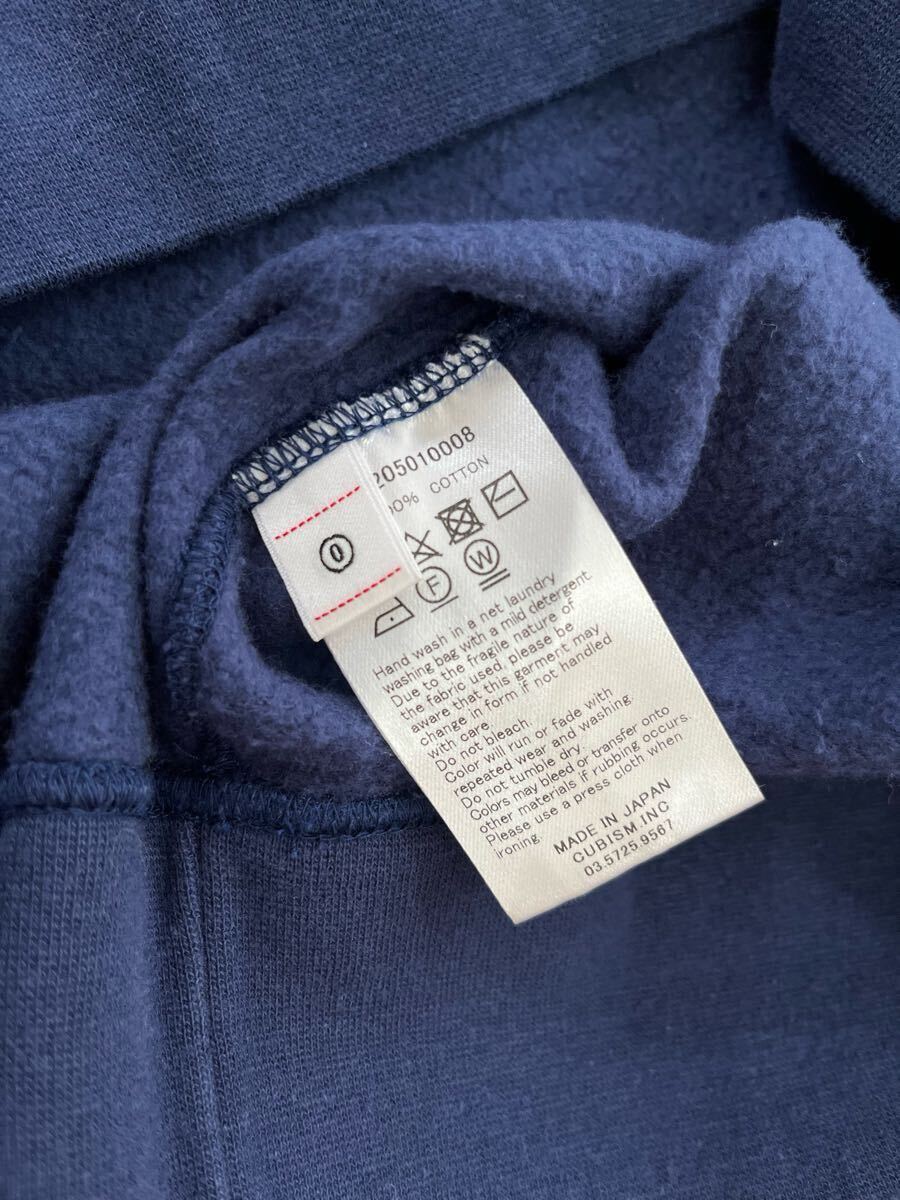 205010008
% COTTON
0
F
W
Hand wash in a net laundry
washing bag with a mild detergent
Due to the fragile nature of
the fabric used, please be
aware that this garment may
change in form if not handled
with care.
Do not bleach.
Color will run or fade with
repeated wear and washing.
Do not tumble dry.
Colors may bleed or transfer onto
other materials if rubbing occurs.
Please use a press cloth when
ironing.
MADE IN JAPAN
CUBISM.INC
03.5725.9567